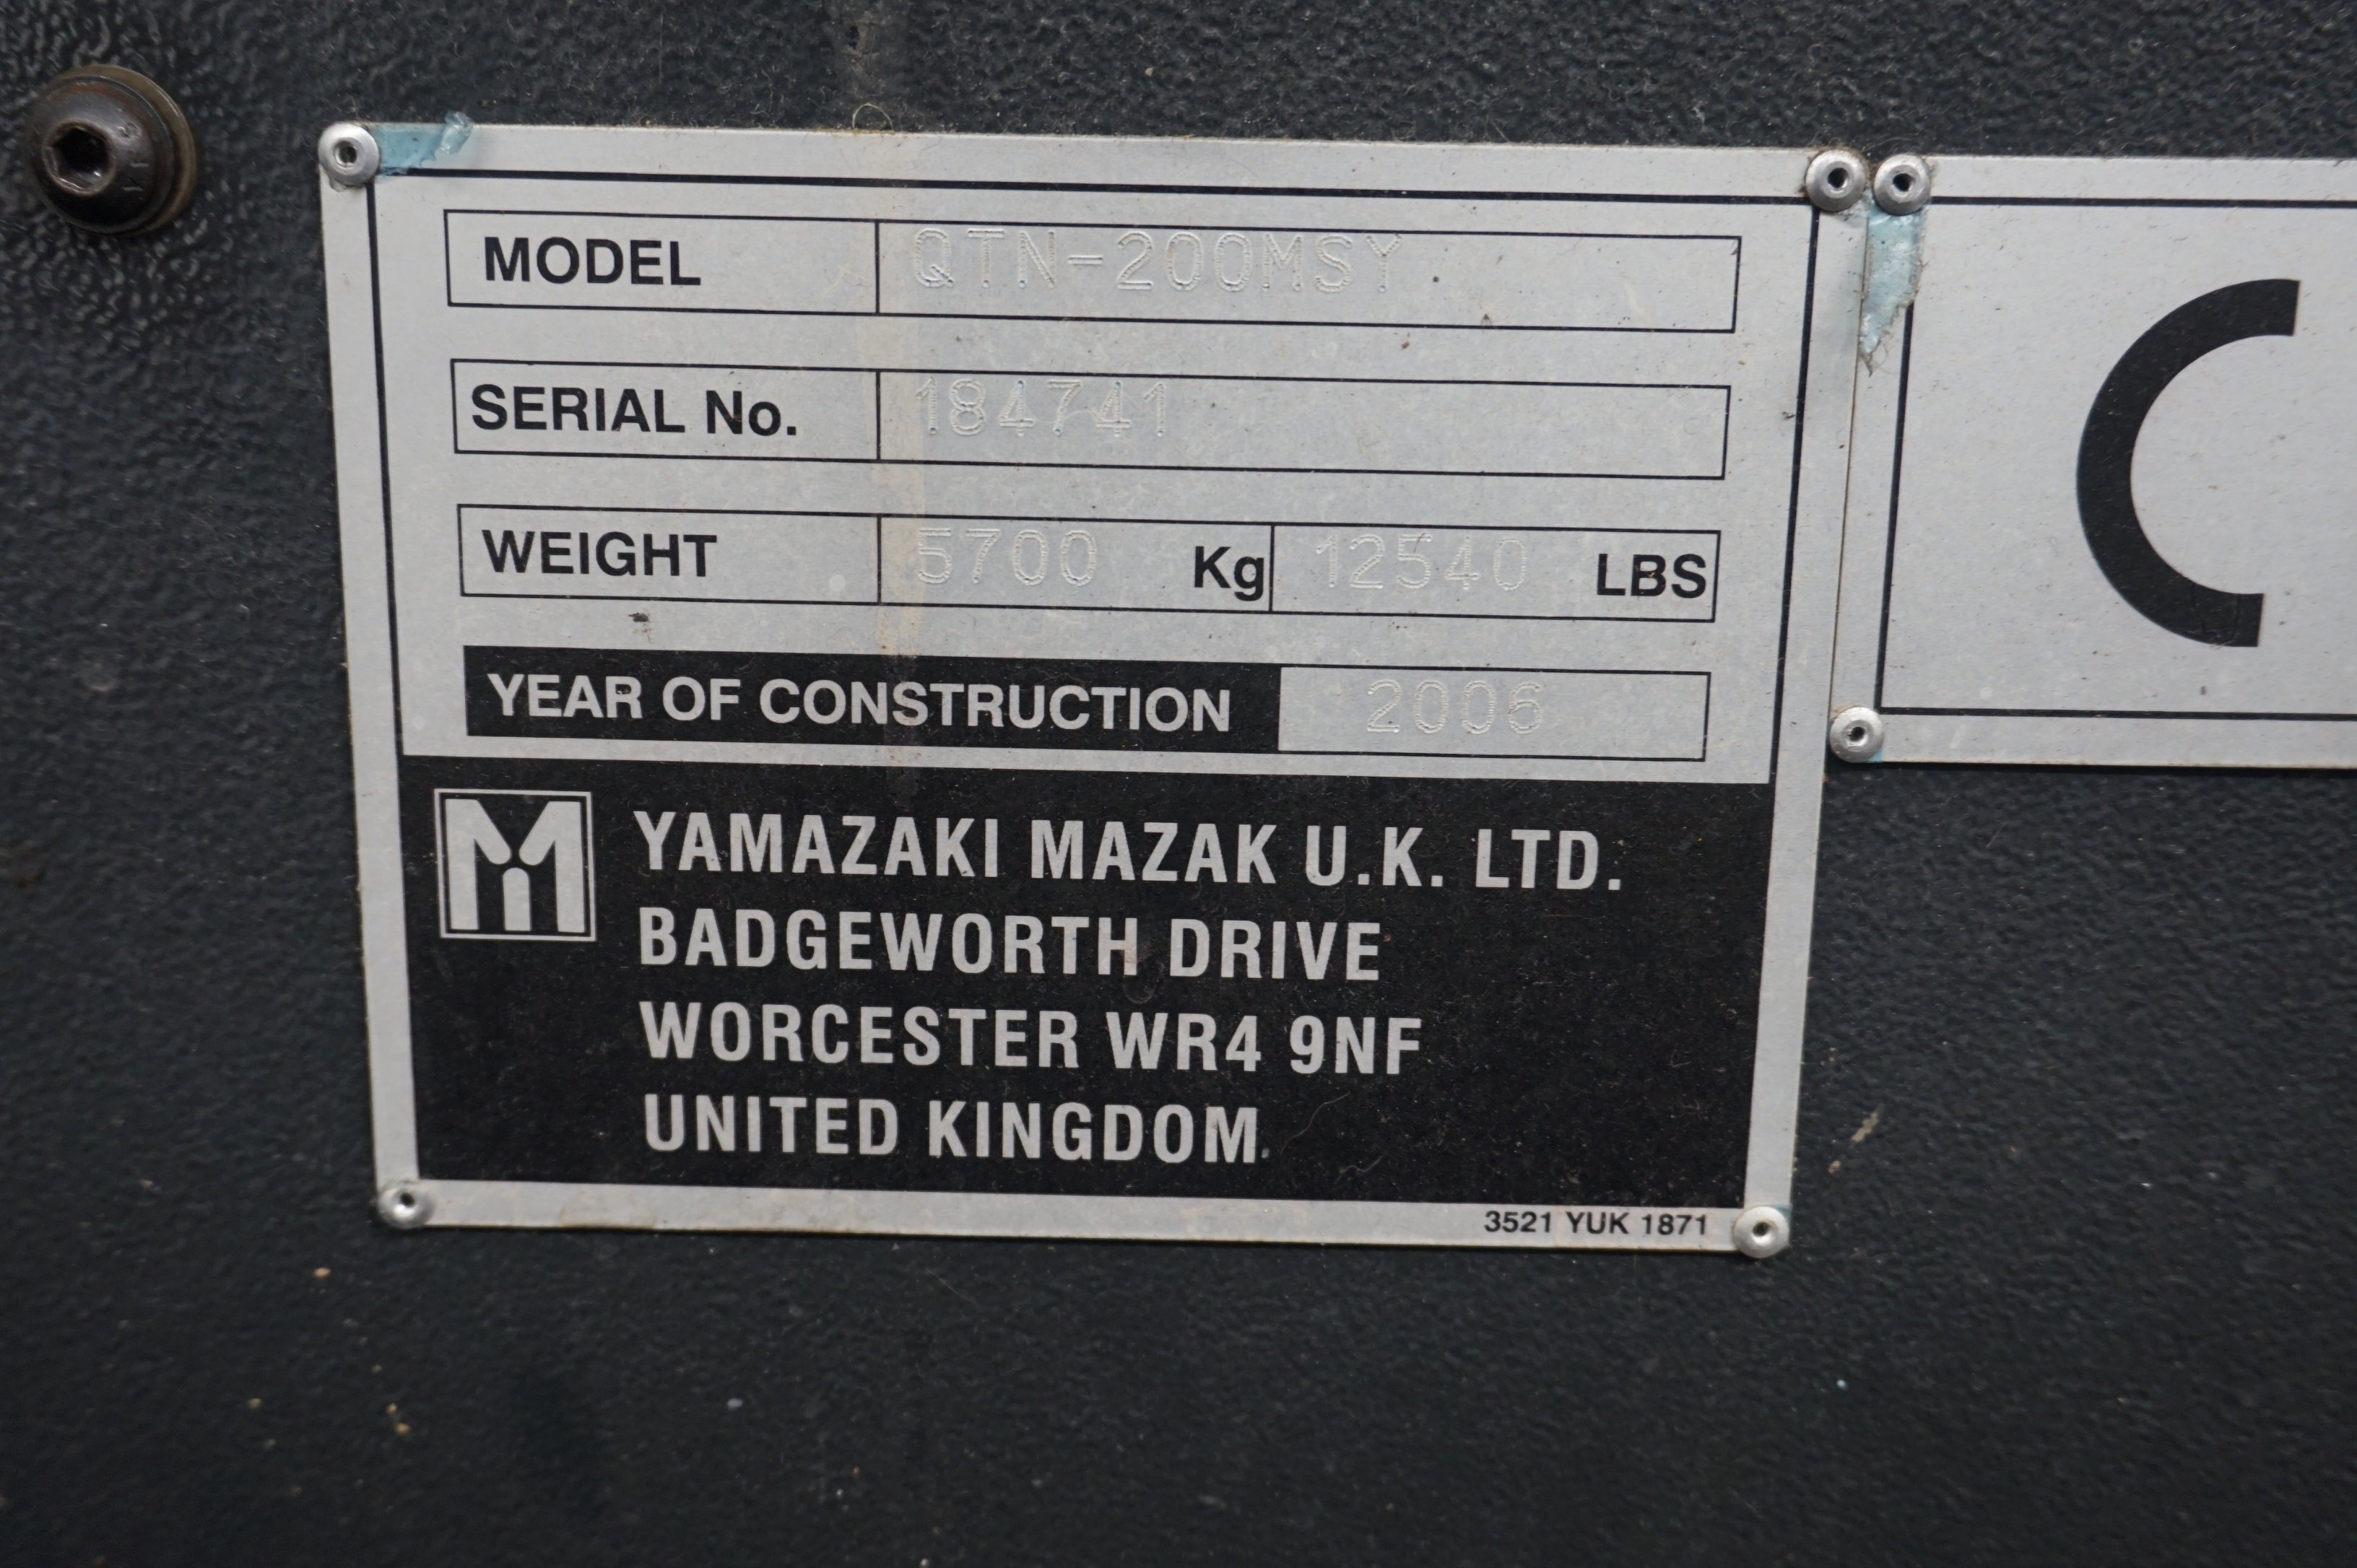 MODEL QTN-200MSY
SERIAL No. 184741
WEIGHT 5700 Kg 12540 LBS
YEAR OF CONSTRUCTION 2006
YAMAZAKI MAZAK U.K. LTD.
BADGEWORTH DRIVE
WORCESTER WR4 9NF
UNITED KINGDOM.
3521 YUK 1871
C